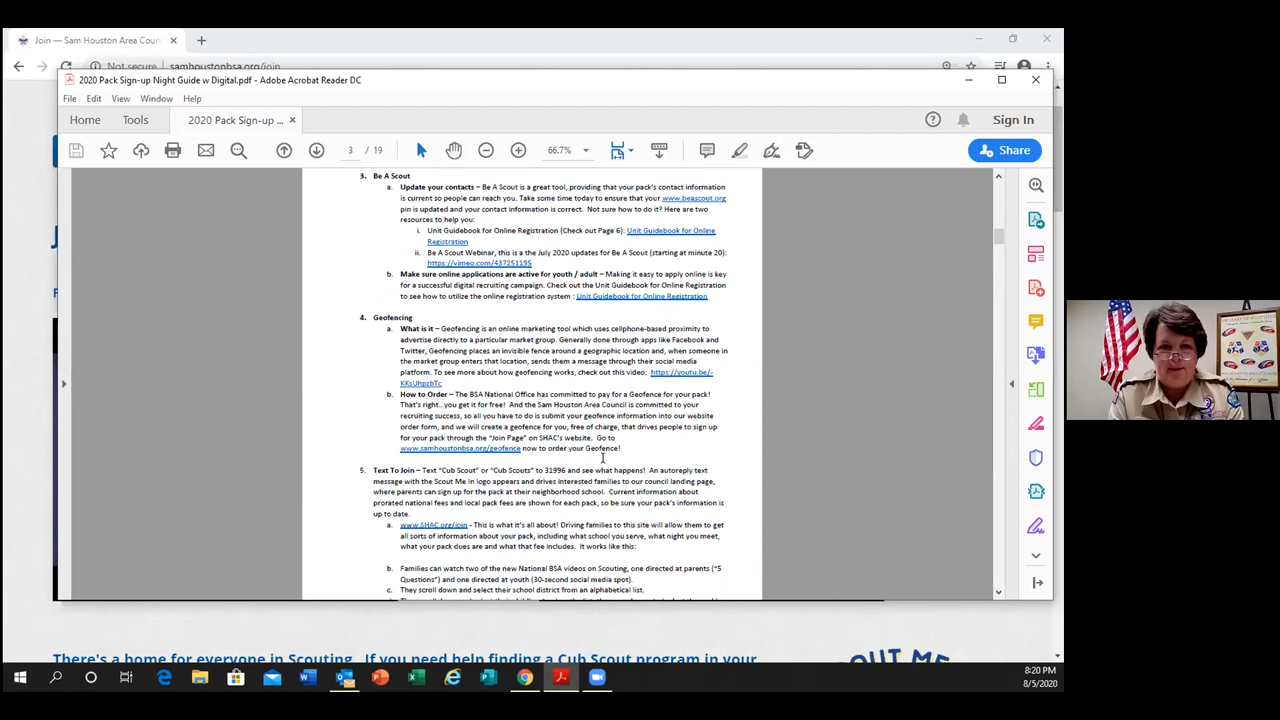 Join — Sam Houston Area Coun
Not secure
samhoustonbsa.org/join
2020 Pack Sign-up Night Guide w Digital.pdf - Adobe Acrobat Reader DC
File Edit View Window Help
Home Tools 2020 Pack Sign-up ... Sign In
3 / 19 66.7% Share
3. Be A Scout
a. Update your contacts – Be A Scout is a great tool, providing that your pack's contact information
is current so people can reach you. Take some time today to ensure that your www.beascout.org
pin is updated and your contact information is correct. Not sure how to do it? Here are two
resources to help you:
i. Unit Guidebook for Online Registration (Check out Page 6): Unit Guidebook for Online
Registration
ii. Be A Scout Webinar, this is a the July 2020 updates for Be A Scout (starting at minute 20):
https://vimeo.com/437251195
b. Make sure online applications are active for youth / adult – Making it easy to apply online is key
for a successful digital recruiting campaign. Check out the Unit Guidebook for Online Registration
to see how to utilize the online registration system : Unit Guidebook for Online Registration
4. Geofencing
a. What is it – Geofencing is an online marketing tool which uses cellphone-based proximity to
advertise directly to a particular market group. Generally done through apps like Facebook and
Twitter, Geofencing places an invisible fence around a geographic location and, when someone in
the market group enters that location, sends them a message through their social media
platform. To see more about how geofencing works, check out this video: https://youtu.be/-
KKsUhpzbTc
b. How to Order – The BSA National Office has committed to pay for a Geofence for your pack!
That's right...you get it for free! And the Sam Houston Area Council is committed to your
recruiting success, so all you have to do is submit your geofence information into our website
order form, and we will create a geofence for you, free of charge, that drives people to sign up
for your pack through the "Join Page" on SHAC's website. Go to
www.samhoustonbsa.org/geofence now to order your Geofence!
5. Text To Join – Text "Cub Scout" or "Cub Scouts" to 31996 and see what happens! An autoreply text
message with the Scout Me In logo appears and drives interested families to our council landing page,
where parents can sign up for the pack at their neighborhood school. Current information about
prorated national fees and local pack fees are shown for each pack, so be sure your pack's information is
up to date.
a. www.SHAC.org/join - This is what it's all about! Driving families to this site will allow them to get
all sorts of information about your pack, including what school you serve, what night you meet,
what your pack dues are and what that fee includes. It works like this:
b. Families can watch two of the new National BSA videos on Scouting, one directed at parents ("5
Questions") and one directed at youth (30-second social media spot).
c. They scroll down and select their school district from an alphabetical list.
There's a home for everyone in Scouting. If you need help finding a Cub Scout program in your
8:20 PM
8/5/2020